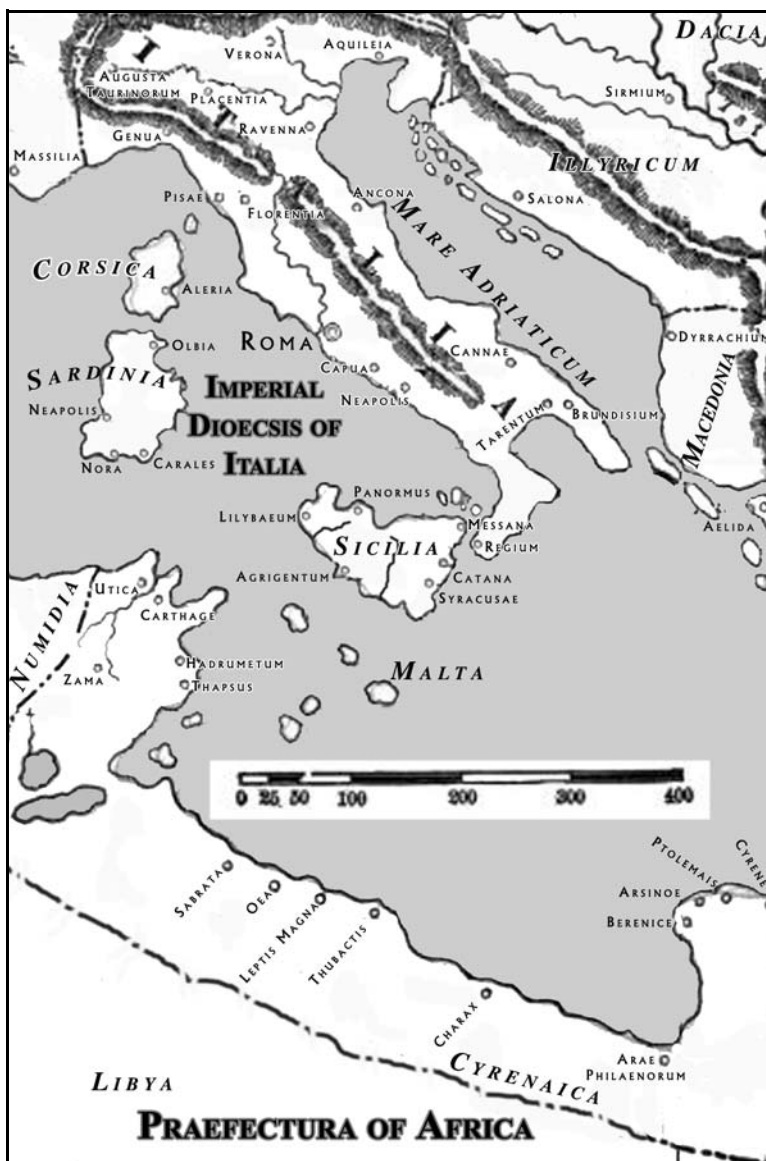 DACIA
VERONA
AQUILEIA
AUGUSTA
TAURINORUM
PLACENTIA
SIRMIUM
GENUA
RAVENNA
MASSILIA
ILLYRICUM
PISAE
FLORENTIA
ANCONA
SALONA
MARE ADRIATICUM
ITALIA
CORSICA
ALERIA
ROMA
OLBIA
DYRRACHIUM
SARDINIA
CAPUA
CANNAE
IMPERIAL
DIOECSIS OF
ITALIA
NEAPOLIS
NEAPOLIS
TARENTUM
BRUNDISIUM
MACEDONIA
NORA
CARALES
PANORMUS
LILYBAEUM
MESSANA
AELIDA
SICILIA
REGIUM
AGRIGENTUM
CATANA
SYRACUSAE
UTICA
CARTHAGE
NUMIDIA
HADRUMETUM
ZAMA
THAPSUS
MALTA
0 25 50 100 200 300 400
SABRATA
OEA
LEPTIS MAGNA
THUBACTIS
PTOLEMAIS
CYRENE
ARSINOE
BERENICE
CHARAX
CYRENAICA
ARAE
PHILAENORUM
LIBYA
PRAEFECTURA OF AFRICA